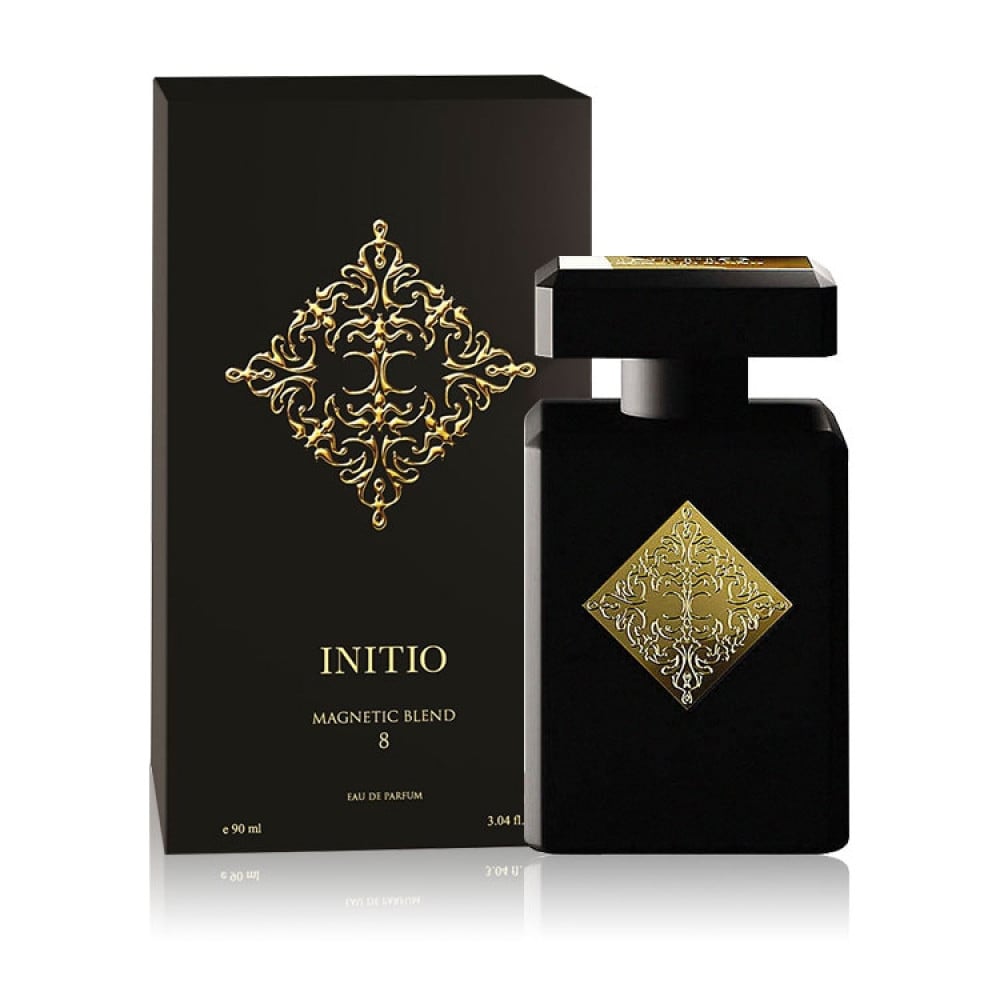 INITIO
MAGNETIC BLEND
8
EAU DE PARFUM
e 90 ml
3.04 fl.